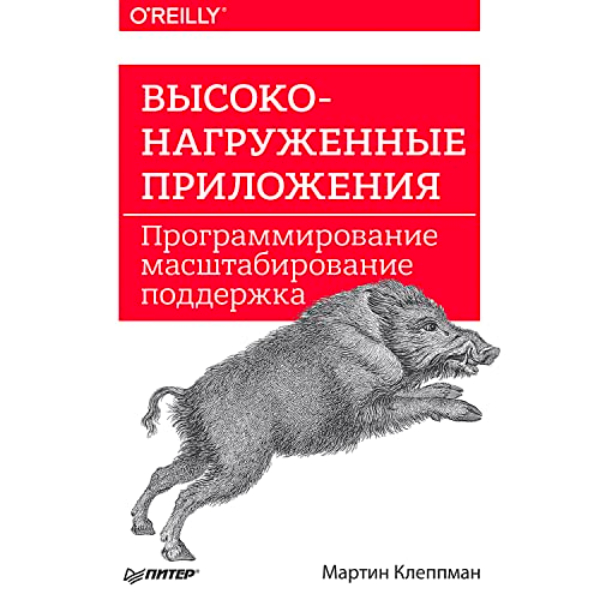 O'REILLY®
ВЫСОКО-
НАГРУЖЕННЫЕ
ПРИЛОЖЕНИЯ
Программирование
масштабирование
поддержка
ПИТЕР®
Мартин Клеппман